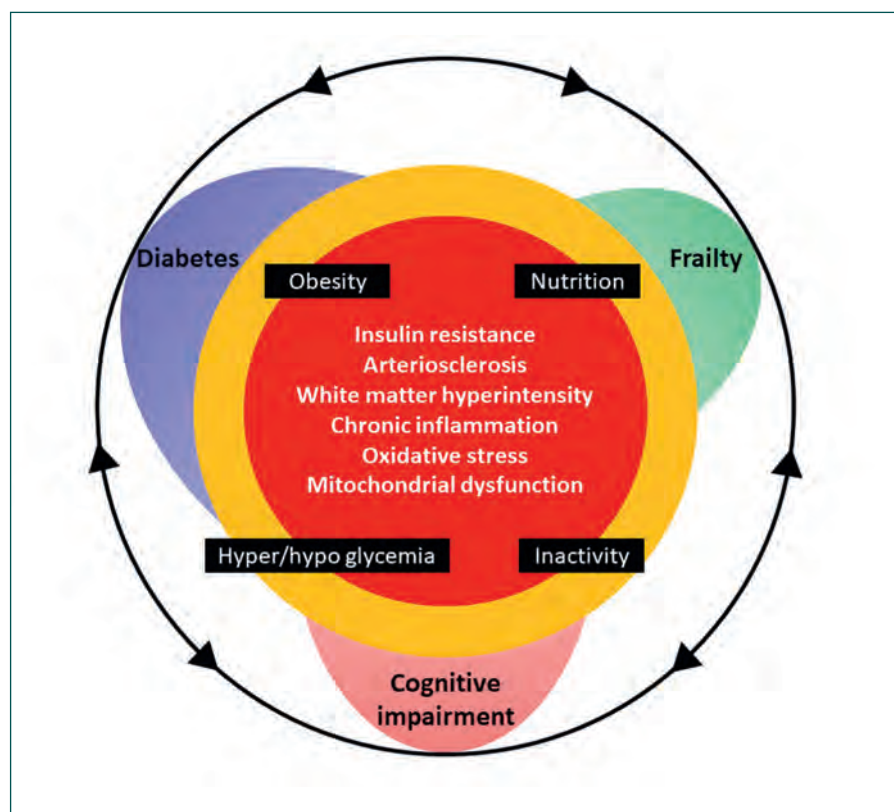 Diabetes
Frailty
Obesity
Nutrition
Insulin resistance
Arteriosclerosis
White matter hyperintensity
Chronic inflammation
Oxidative stress
Mitochondrial dysfunction
Hyper/hypo glycemia
Inactivity
Cognitive
impairment